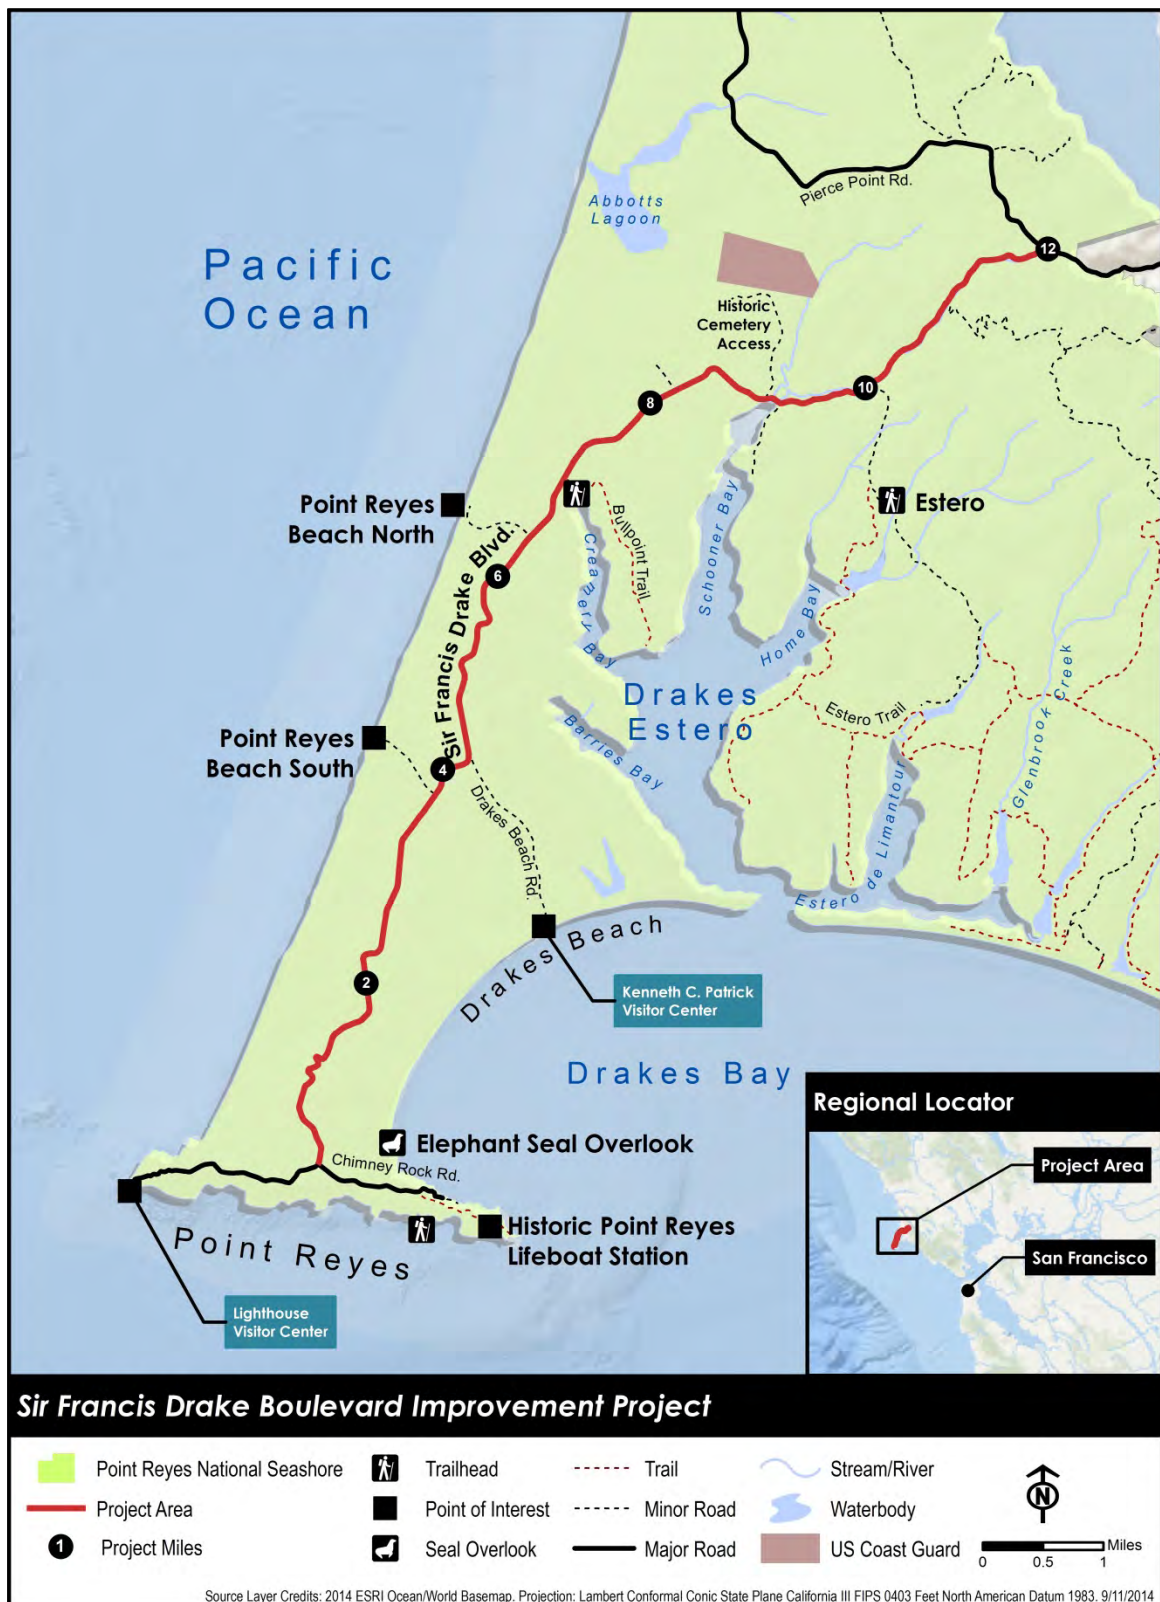 Pierce Point Rd.
Abbotts
Lagoon
12
Pacific
Ocean
Historic
Cemetery
Access
10
8
Point Reyes
Beach North
Estero
Bullpoint Trail
Schooner Bay
Creamery Bay
Home Bay
6
Sir Francis Drake Blvd.
Drakes
Estero
Estero Trail
Glenbrook Creek
Point Reyes
Beach South
Barries Bay
4
Drakes Beach Rd.
Estero de Limantour
Drakes Beach
2
Kenneth C. Patrick
Visitor Center
Drakes Bay
Elephant Seal Overlook
Chimney Rock Rd.
Historic Point Reyes
Lifeboat Station
Point Reyes
Lighthouse
Visitor Center
Regional Locator
Project Area
San Francisco
Sir Francis Drake Boulevard Improvement Project
Point Reyes National Seashore
Trailhead
Trail
Stream/River
Project Area
Point of Interest
Minor Road
Waterbody
N
1
Project Miles
Seal Overlook
Major Road
US Coast Guard
Miles
0 0.5 1
Source Layer Credits: 2014 ESRI Ocean/World Basemap. Projection: Lambert Conformal Conic State Plane California III FIPS 0403 Feet North American Datum 1983. 9/11/2014